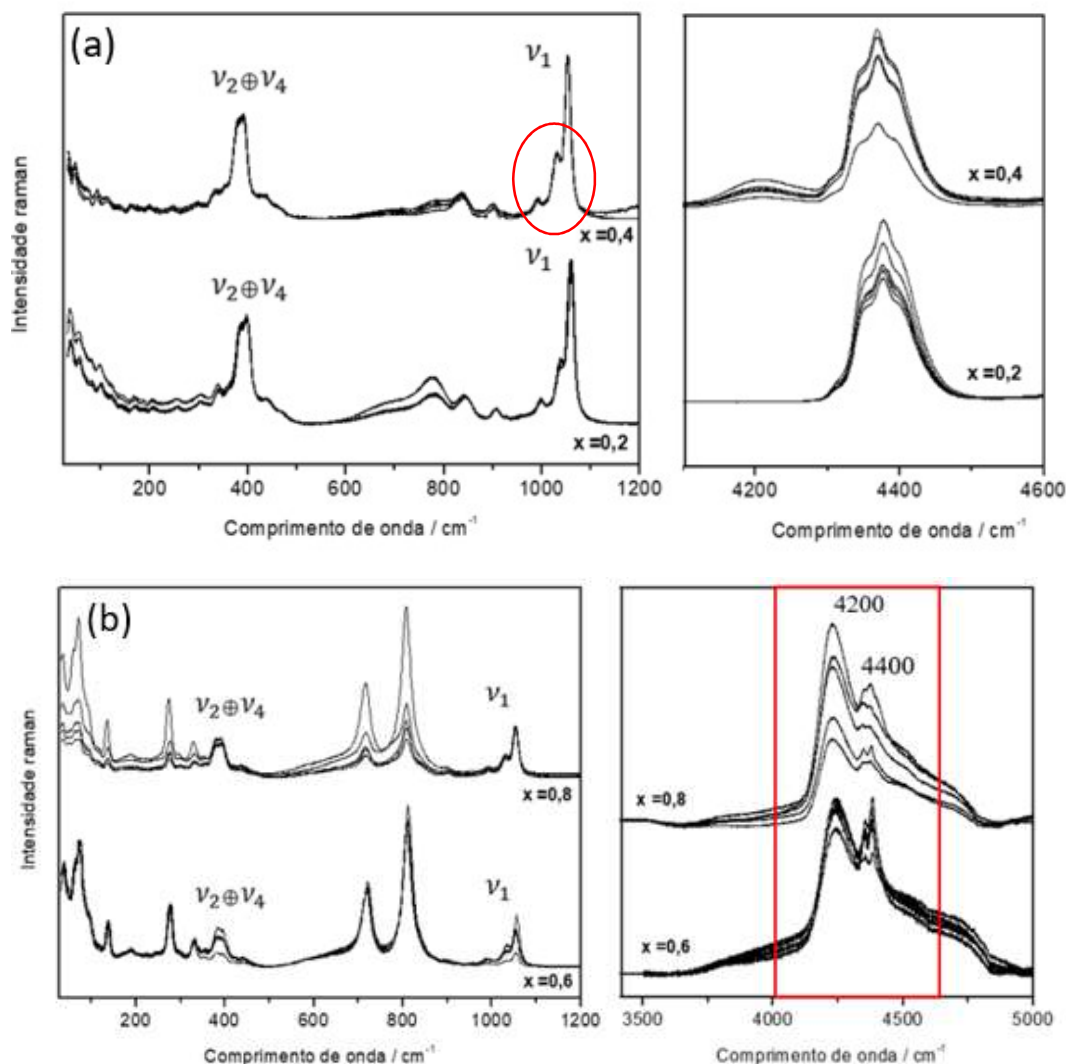 (a)
ν₂⊕ν₄
ν₁
x =0,4
ν₂⊕ν₄
ν₁
x =0,2
Intensidade raman
200 400 600 800 1000 1200
Comprimento de onda / cm⁻¹
x =0,4
x =0,2
4200 4400 4600
Comprimento de onda / cm⁻¹
(b)
ν₂⊕ν₄
ν₁
x=0,8
ν₂⊕ν₄
ν₁
x=0,6
Intensidade raman
200 400 600 800 1000 1200
Comprimento de onda / cm⁻¹
4200
4400
x=0,8
x=0,6
3500 4000 4500 5000
Comprimento de onda / cm⁻¹